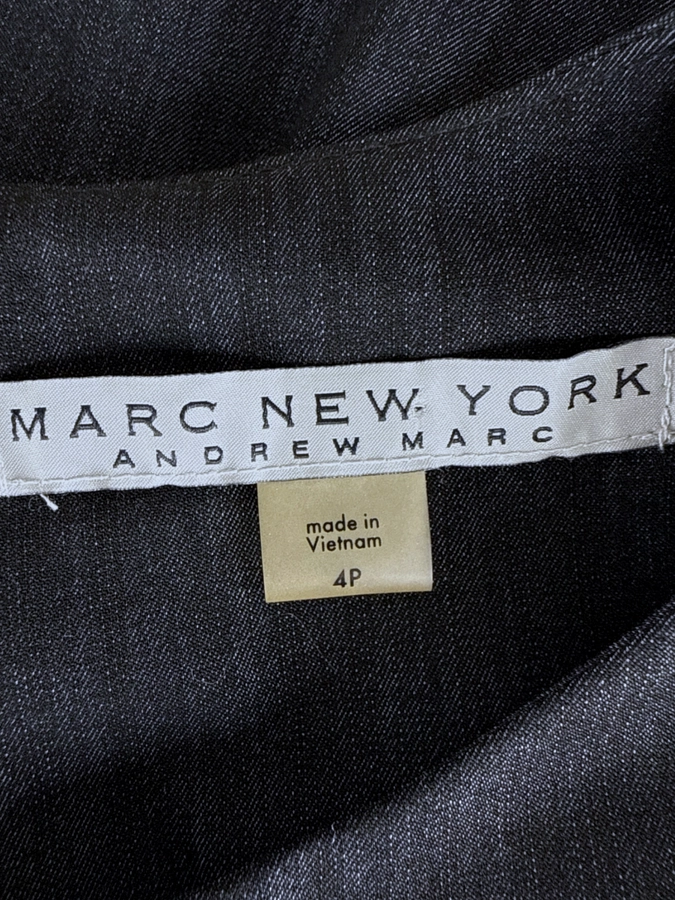 MARC NEW YORK
ANDREW MARC
made in
Vietnam
4P